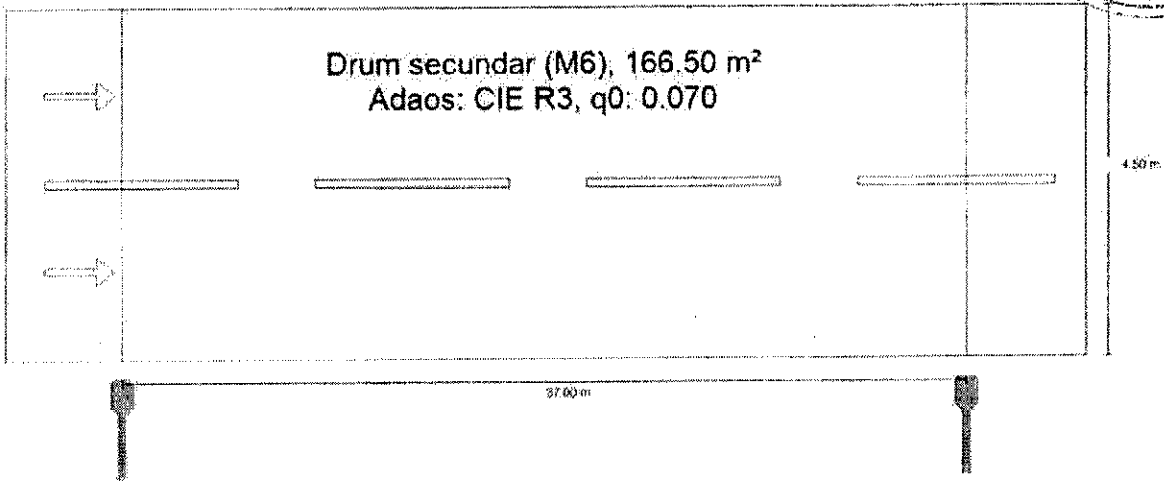 Drum secundar (M6), 166.50 m²
Adaos: CIE R3, q0: 0.070
4.50 m
37.00 m